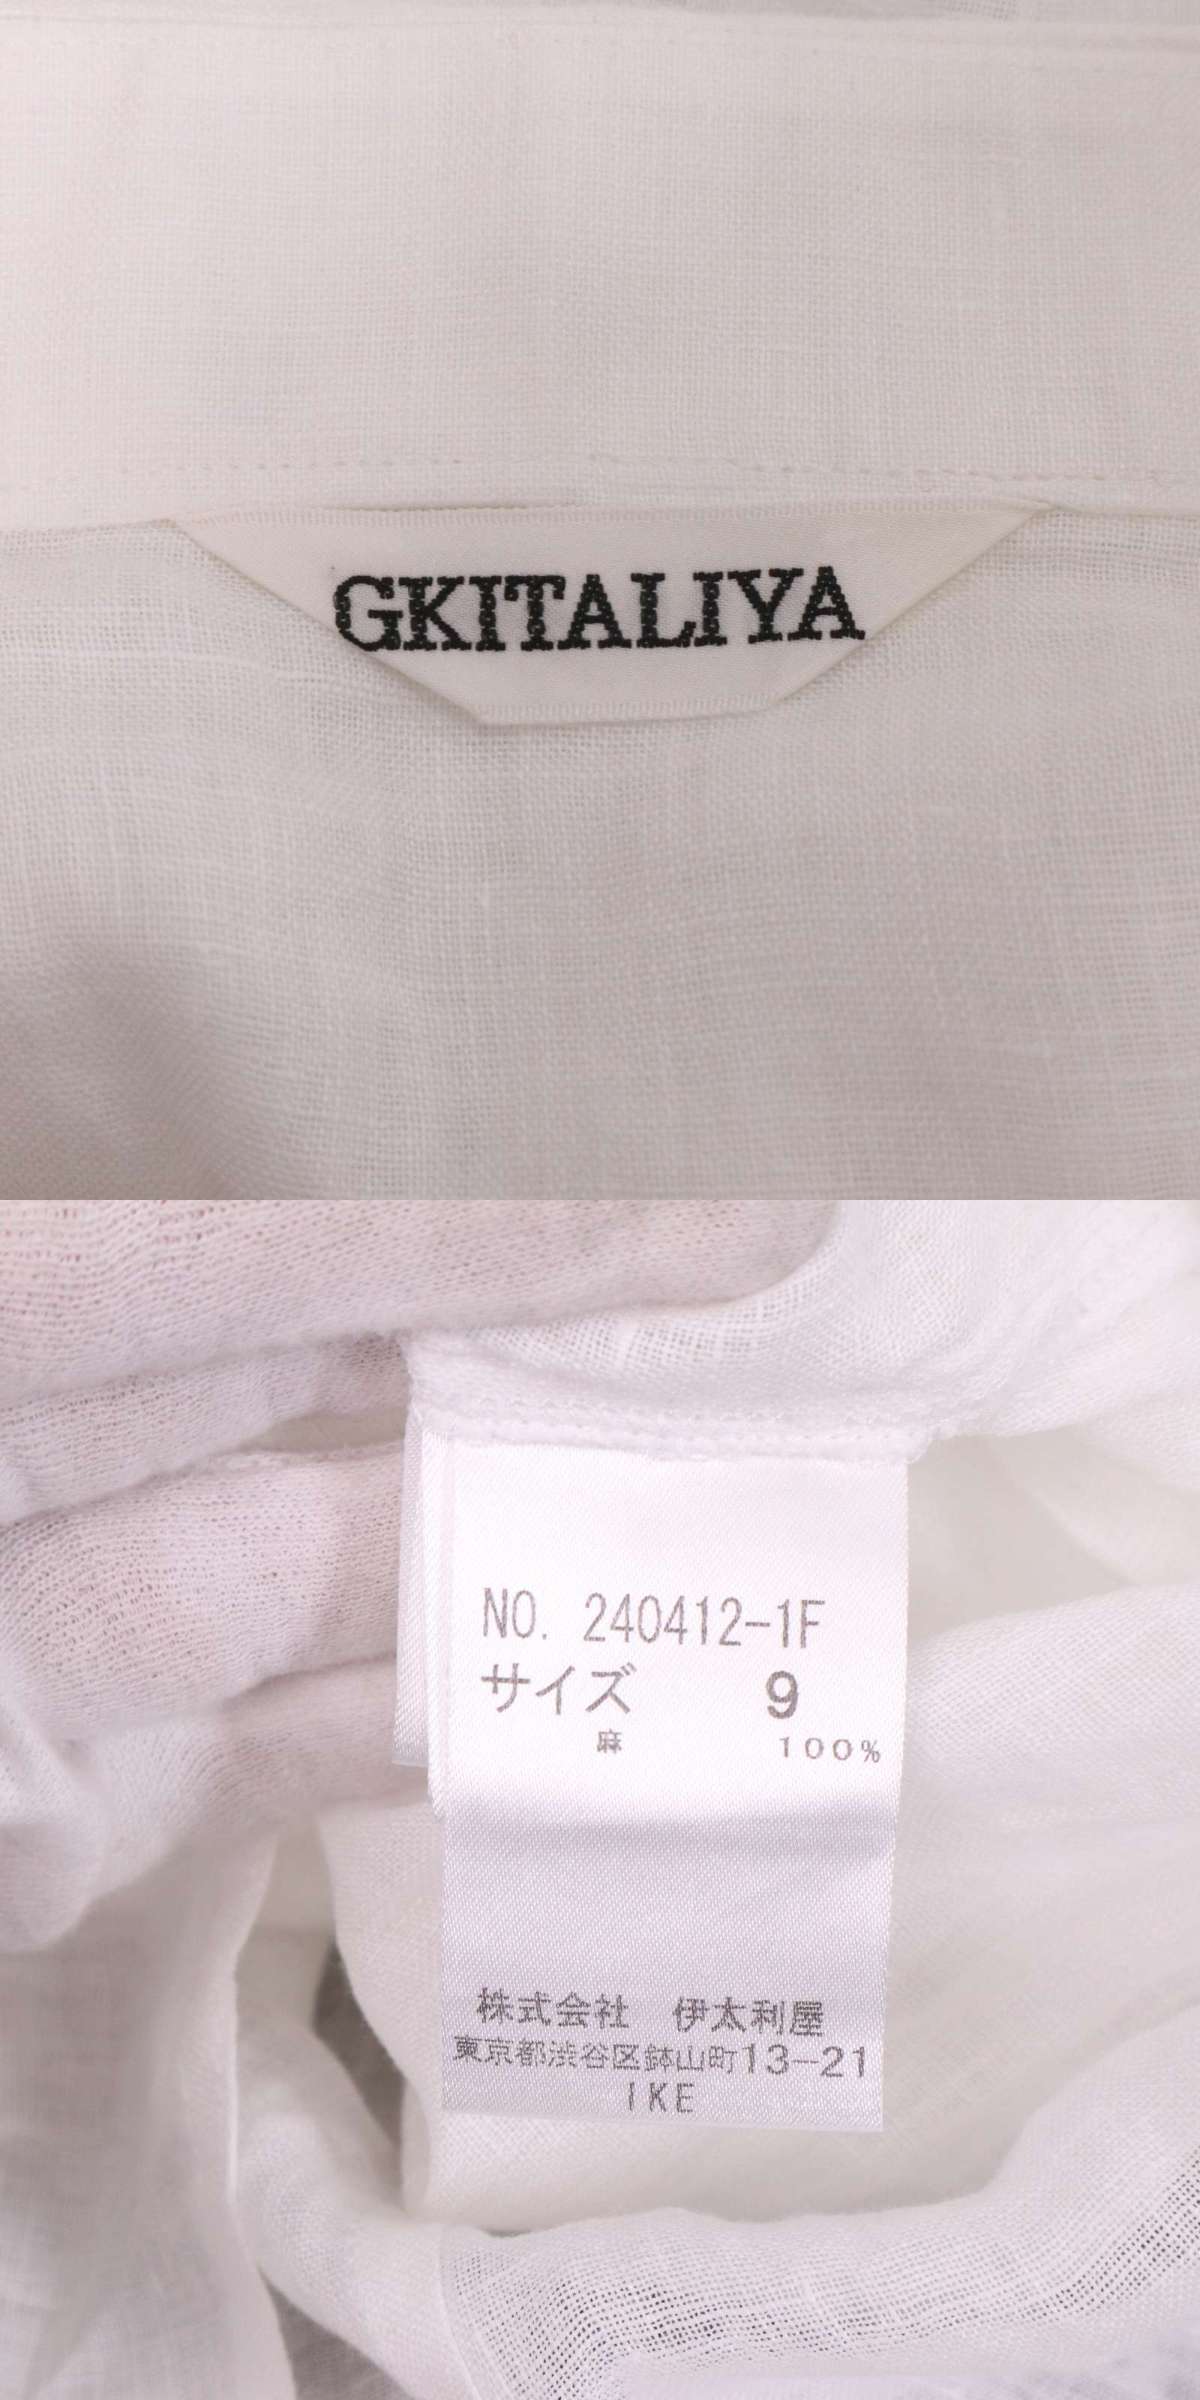 GKITALIYA
NO. 240412-1F
サイズ 9
麻 100%
株式会社 伊太利屋
東京都渋谷区鉢山町13-21
IKE